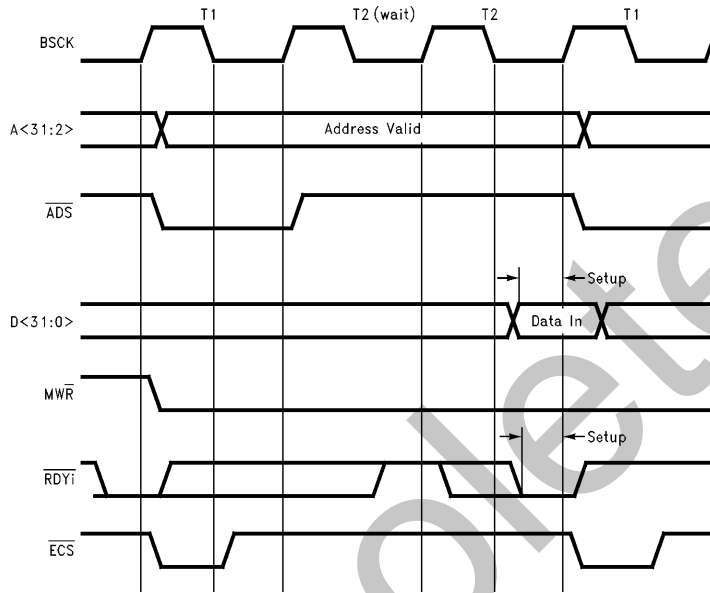 T1 T2 (wait) T2 T1
BSCK
A<31:2> Address Valid
ADS
Setup
D<31:0> Data In
MWR
Setup
RDYi
ECS
olete